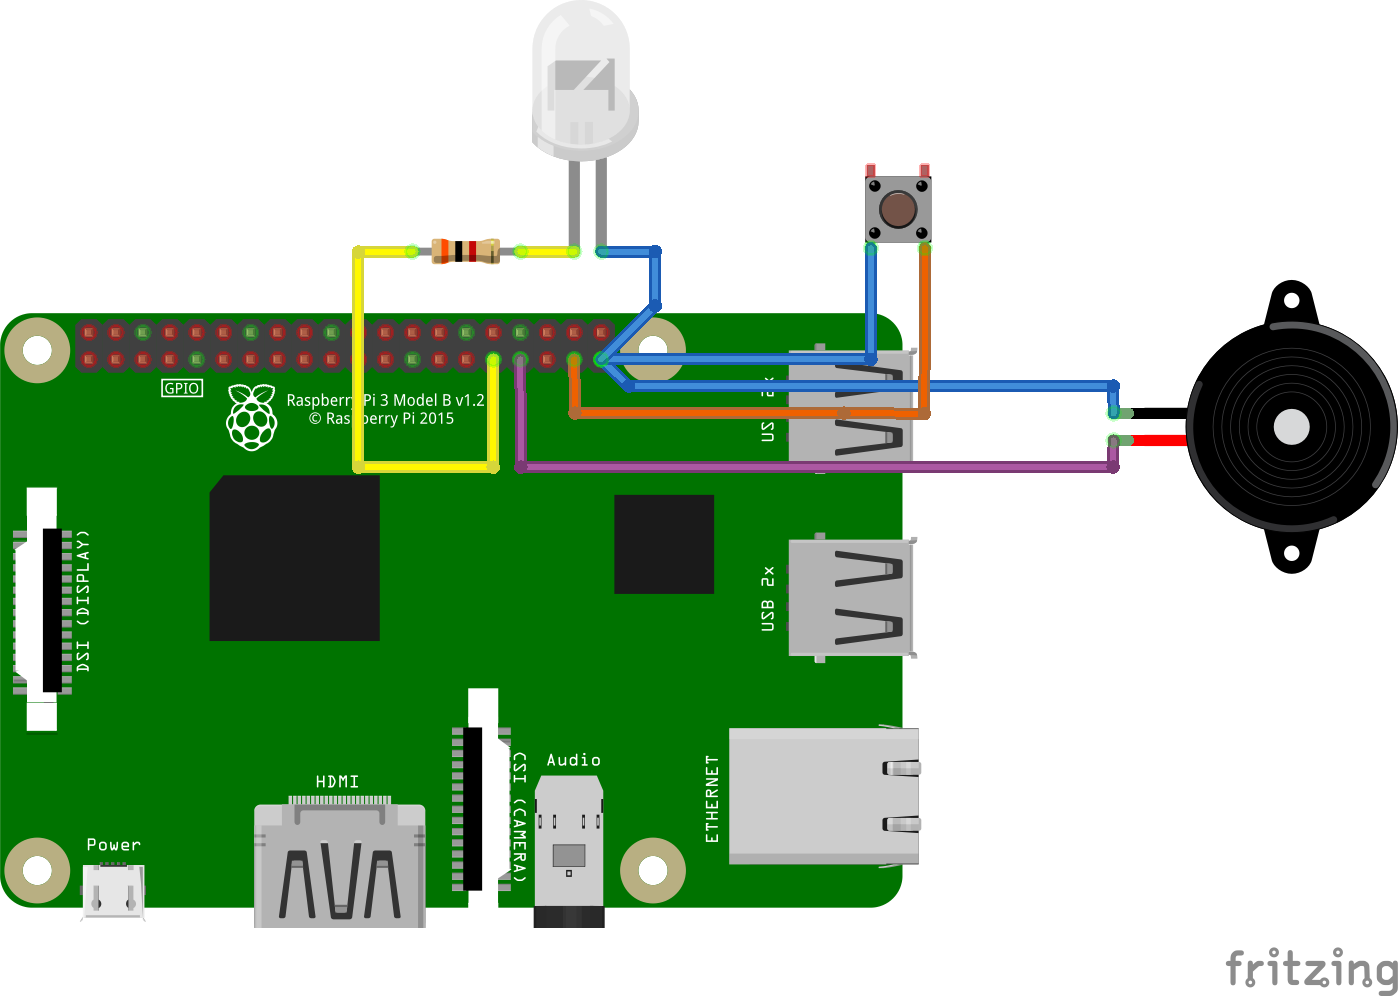 GPIO
Raspberry Pi 3 Model B v1.2
© Raspberry Pi 2015
USB 2x
DSI (DISPLAY)
USB 2x
HDMI
CSI (CAMERA)
Audio
ETHERNET
Power
fritzing